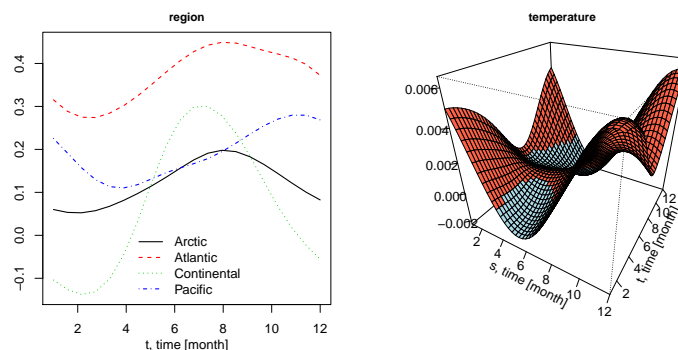 region
0.4
0.3
0.2
0.1
0.0
−0.1
Arctic
Atlantic
Continental
Pacific
2 4 6 8 10 12
t, time [month]
temperature
0.006
0.004
0.002
0.000
−0.002
2 4 6 8 10 12
s, time [month]
2 4 6 8 10 12
t, time [month]